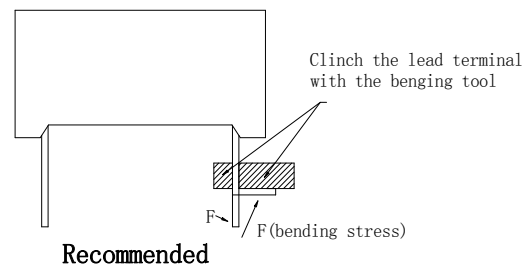 Clinch the lead terminal
with the benging tool
F
F(bending stress)
Recommended